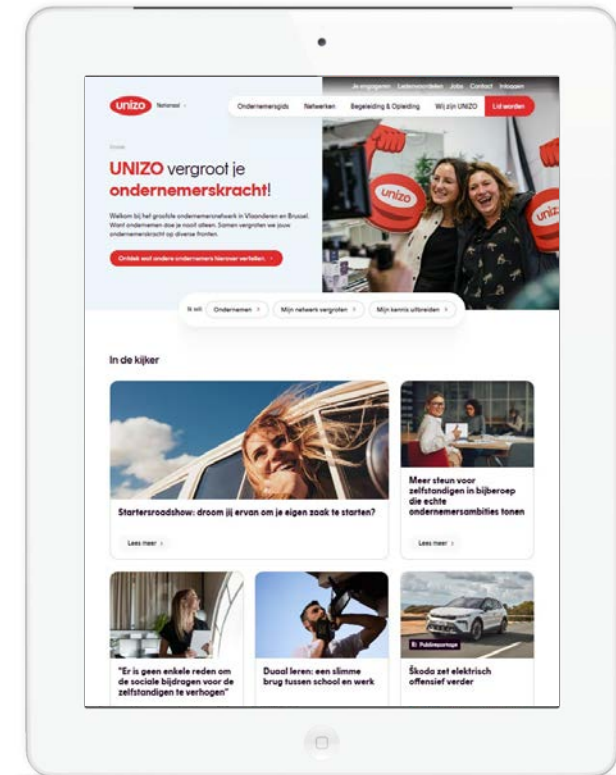 Je engageren Ledenvoordelen Jobs Contact Inloggen
unizo Nationaal
Ondernemersgids Netwerken Begeleiding & Opleiding Wij zijn UNIZO Lid worden
Home
UNIZO vergroot je
ondernemerskracht!
Welkom bij het grootste ondernemersnetwerk in Vlaanderen en Brussel.
Want ondernemen doe je nooit alleen. Samen vergroten we jouw
ondernemerskracht op diverse fronten.
Ontdek wat andere ondernemers hierover vertellen. >
unizo
uniz
Ik wil: Ondernemen > Mijn netwerk vergroten > Mijn kennis uitbreiden >
In de kijker
Startersroadshow: droom jij ervan om je eigen zaak te starten?
Lees meer >
Meer steun voor
zelfstandigen in bijberoep
die echte
ondernemersambities tonen
Lees meer >
"Er is geen enkele reden om
de sociale bijdragen voor de
zelfstandigen te verhogen"
Duaal leren: een slimme
brug tussen school en werk
Publireportage
Škoda zet elektrisch
offensief verder